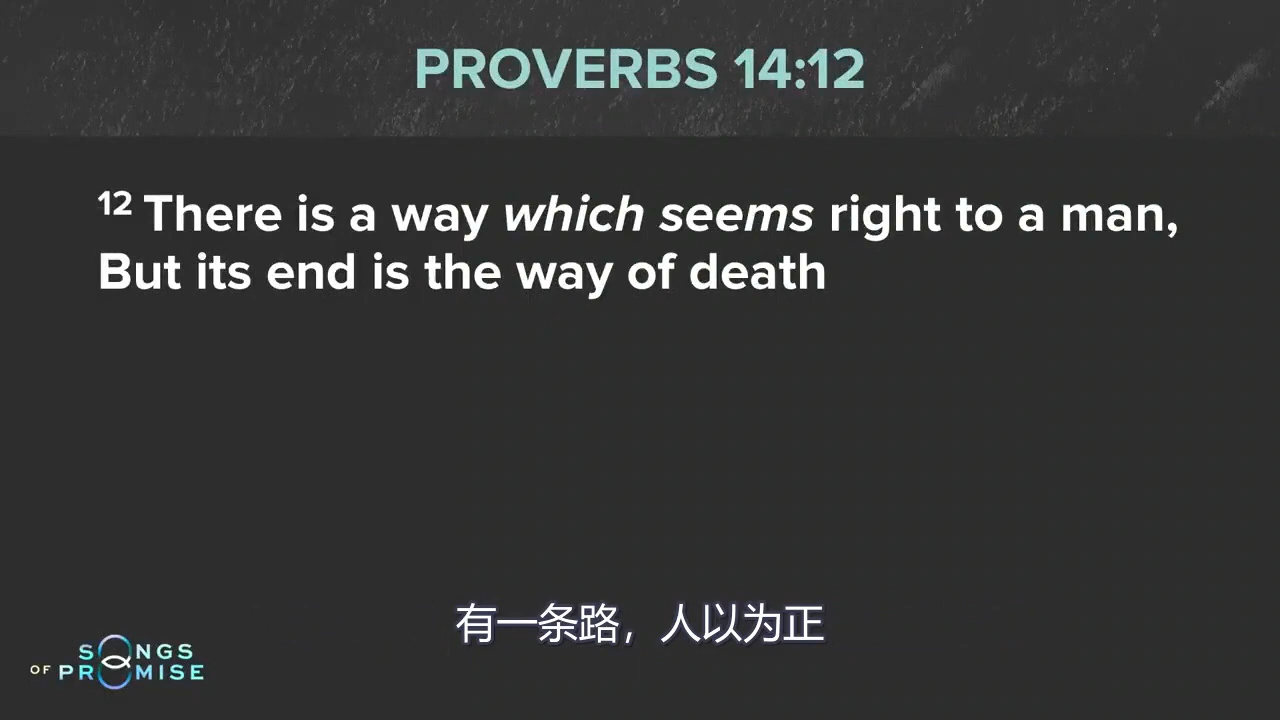 PROVERBS 14:12
12 There is a way which seems right to a man,
But its end is the way of death
有一条路，人以为正
SONGS
OF PROMISE